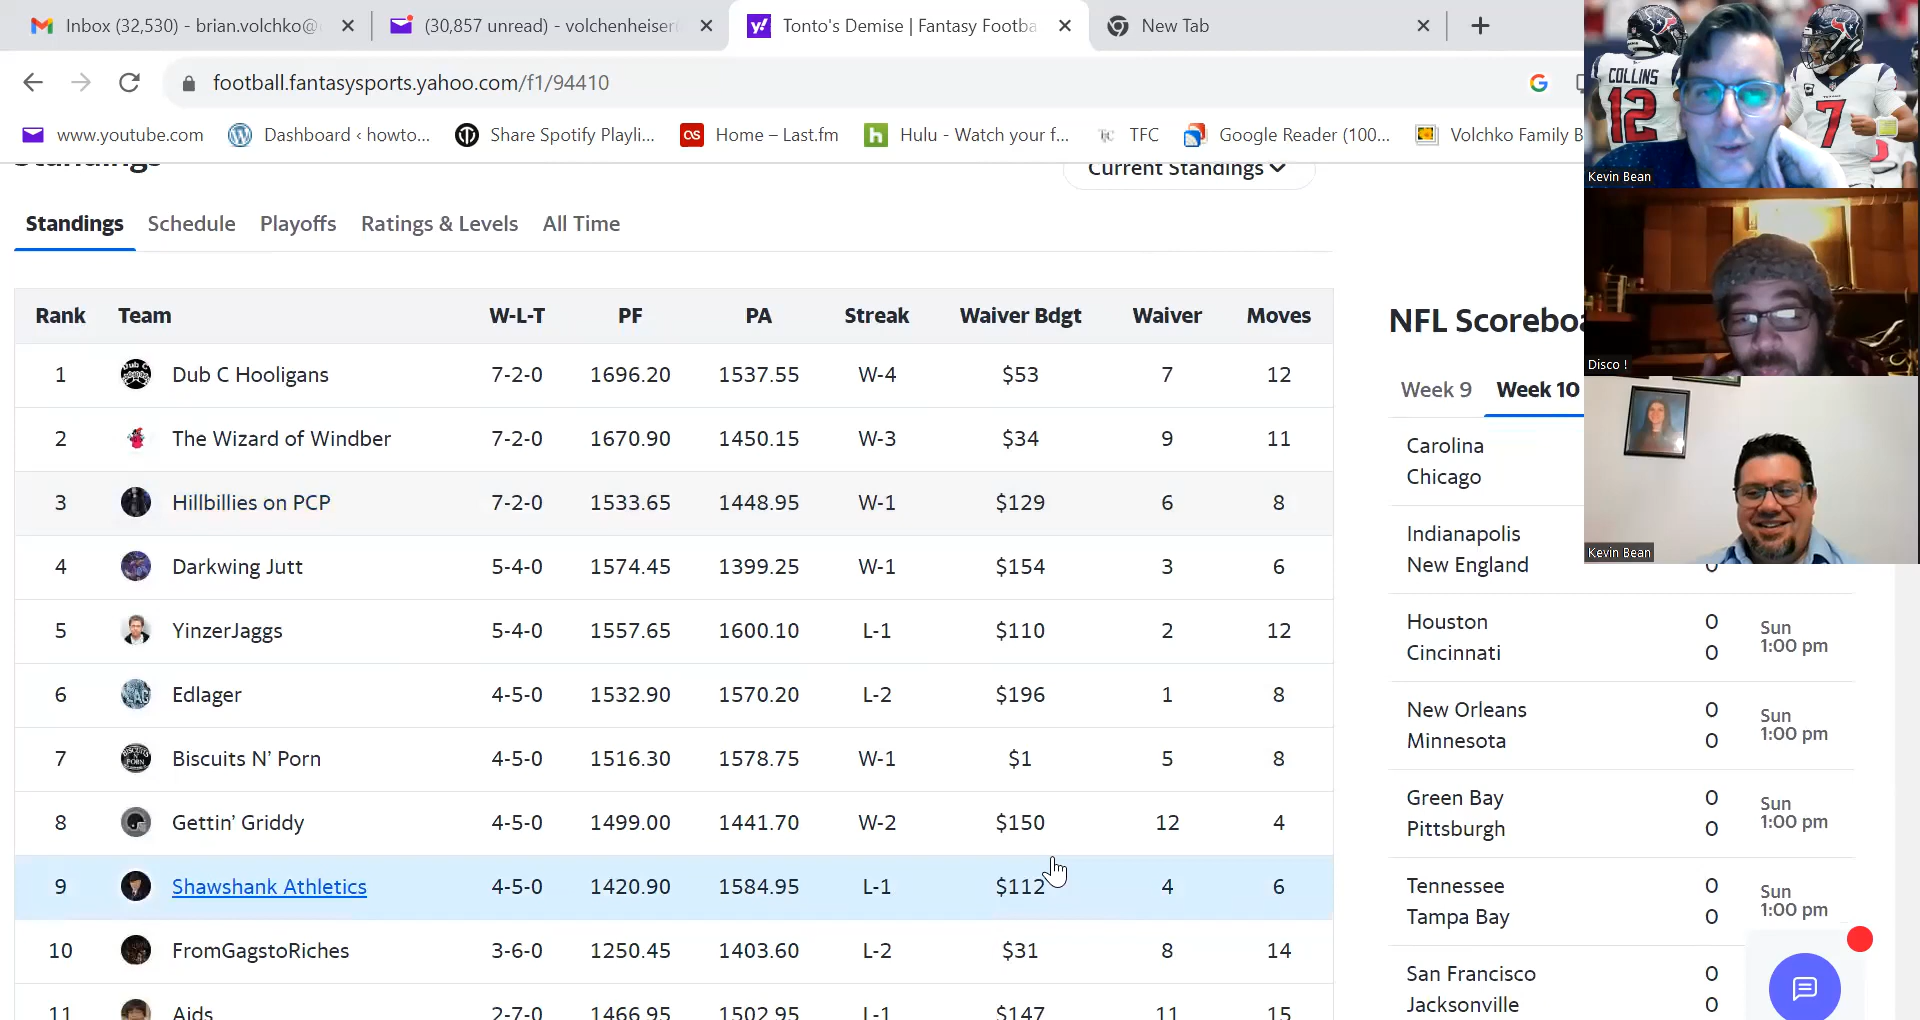 Inbox (32,530) - brian.volchko@
(30,857 unread) - volchenheiser
Tonto's Demise | Fantasy Footba
New Tab
football.fantasysports.yahoo.com/f1/94410
www.youtube.com
Dashboard ‹ howto...
Share Spotify Playli...
Home – Last.fm
Hulu - Watch your f...
TFC
Google Reader (100...
Volchko Family B
Standings
Current Standings
Standings Schedule Playoffs Ratings & Levels All Time
Rank Team W-L-T PF PA Streak Waiver Bdgt Waiver Moves
1 Dub C Hooligans 7-2-0 1696.20 1537.55 W-4 $53 7 12
2 The Wizard of Windber 7-2-0 1670.90 1450.15 W-3 $34 9 11
3 Hillbillies on PCP 7-2-0 1533.65 1448.95 W-1 $129 6 8
4 Darkwing Jutt 5-4-0 1574.45 1399.25 W-1 $154 3 6
5 YinzerJaggs 5-4-0 1557.65 1600.10 L-1 $110 2 12
6 Edlager 4-5-0 1532.90 1570.20 L-2 $196 1 8
7 Biscuits N’ Porn 4-5-0 1516.30 1578.75 W-1 $1 5 8
8 Gettin’ Griddy 4-5-0 1499.00 1441.70 W-2 $150 12 4
9 Shawshank Athletics 4-5-0 1420.90 1584.95 L-1 $112 4 6
10 FromGagstoRiches 3-6-0 1250.45 1403.60 L-2 $31 8 14
11 Aids 2-7-0 1466.95 1502.95 L-1 $147 11 15
NFL Scoreboa
Week 9 Week 10
Carolina
Chicago
Indianapolis
New England 0
Houston 0
Cincinnati 0
Sun
1:00 pm
New Orleans 0
Minnesota 0
Sun
1:00 pm
Green Bay 0
Pittsburgh 0
Sun
1:00 pm
Tennessee 0
Tampa Bay 0
Sun
1:00 pm
San Francisco 0
Jacksonville 0
COLLINS
12
7
Kevin Bean
Disco !
Kevin Bean